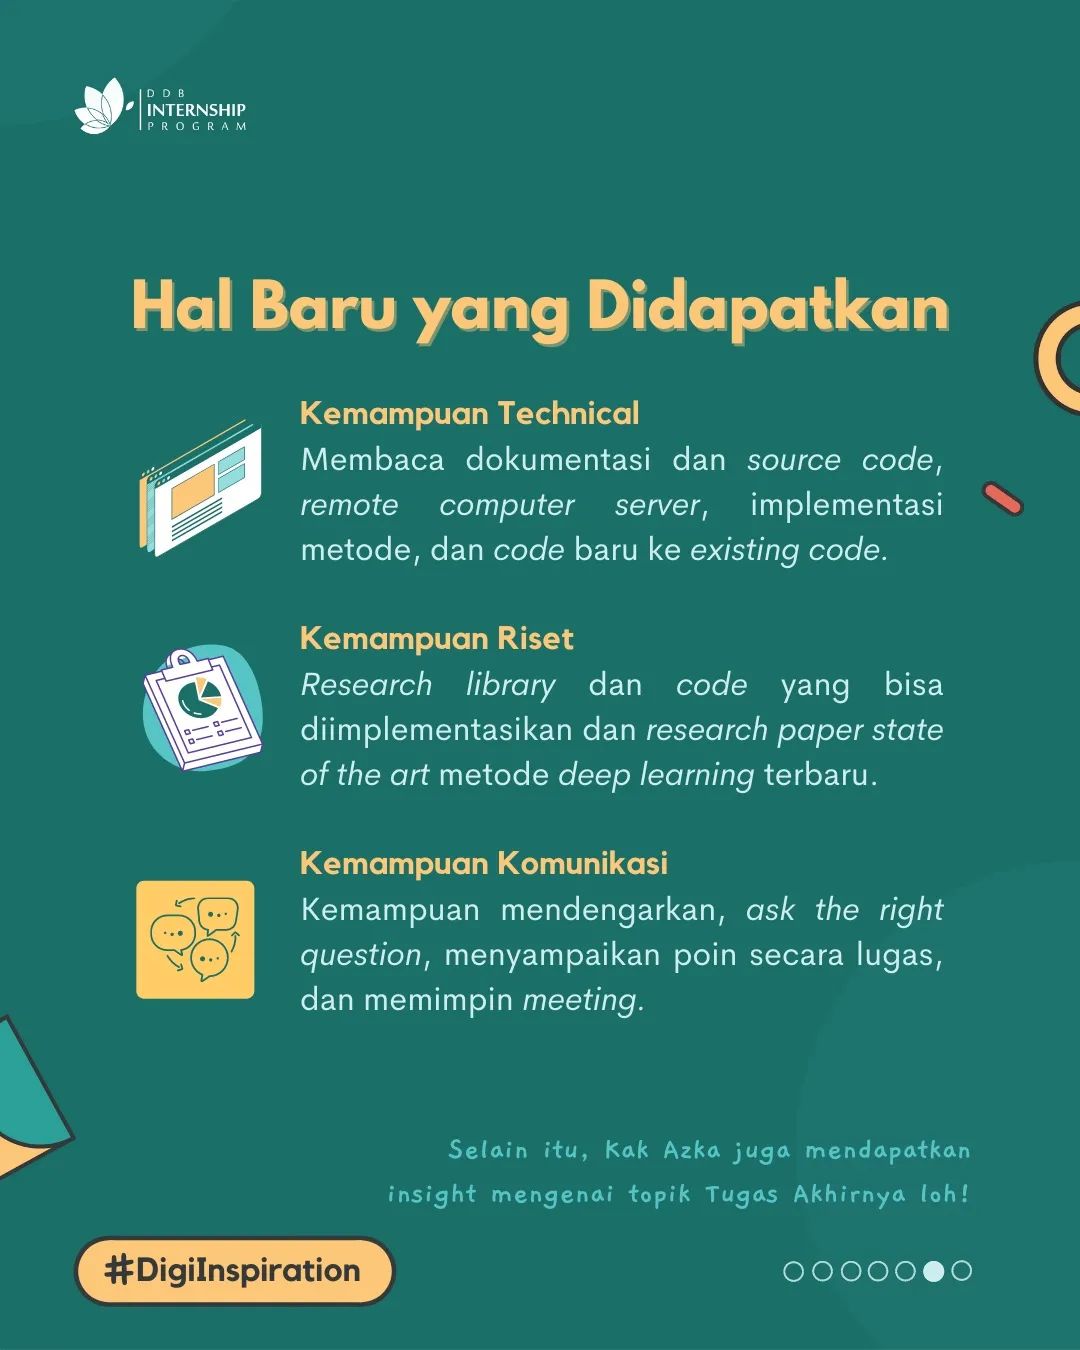 DDB
INTERNSHIP
PROGRAM
Hal Baru yang Didapatkan
Kemampuan Technical
Membaca dokumentasi dan source code,
remote computer server, implementasi
metode, dan code baru ke existing code.
Kemampuan Riset
Research library dan code yang bisa
diimplementasikan dan research paper state
of the art metode deep learning terbaru.
Kemampuan Komunikasi
Kemampuan mendengarkan, ask the right
question, menyampaikan poin secara lugas,
dan memimpin meeting.
Selain itu, Kak Azka juga mendapatkan
insight mengenai topik Tugas Akhirnya loh!
#DigiInspiration